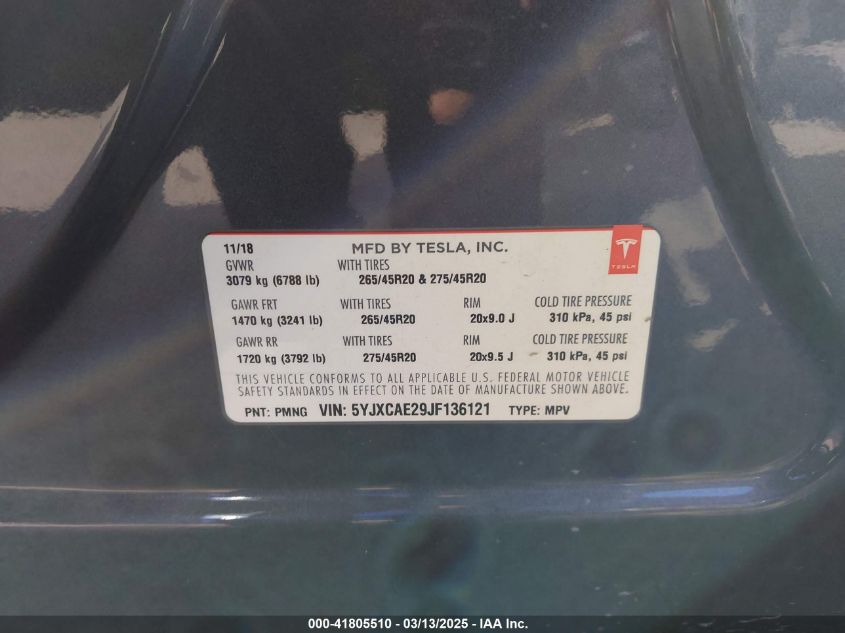 11/18 MFD BY TESLA, INC.
GVWR WITH TIRES
3079 kg (6788 lb) 265/45R20 & 275/45R20
TESLA
GAWR FRT WITH TIRES RIM COLD TIRE PRESSURE
1470 kg (3241 lb) 265/45R20 20x9.0 J 310 kPa, 45 psi
GAWR RR WITH TIRES RIM COLD TIRE PRESSURE
1720 kg (3792 lb) 275/45R20 20x9.5 J 310 kPa, 45 psi
THIS VEHICLE CONFORMS TO ALL APPLICABLE U.S. FEDERAL MOTOR VEHICLE
SAFETY STANDARDS IN EFFECT ON THE DATE OF MANUFACTURE SHOWN ABOVE.
PNT: PMNG VIN: 5YJXCAE29JF136121 TYPE: MPV
000-41805510 - 03/13/2025 - IAA Inc.